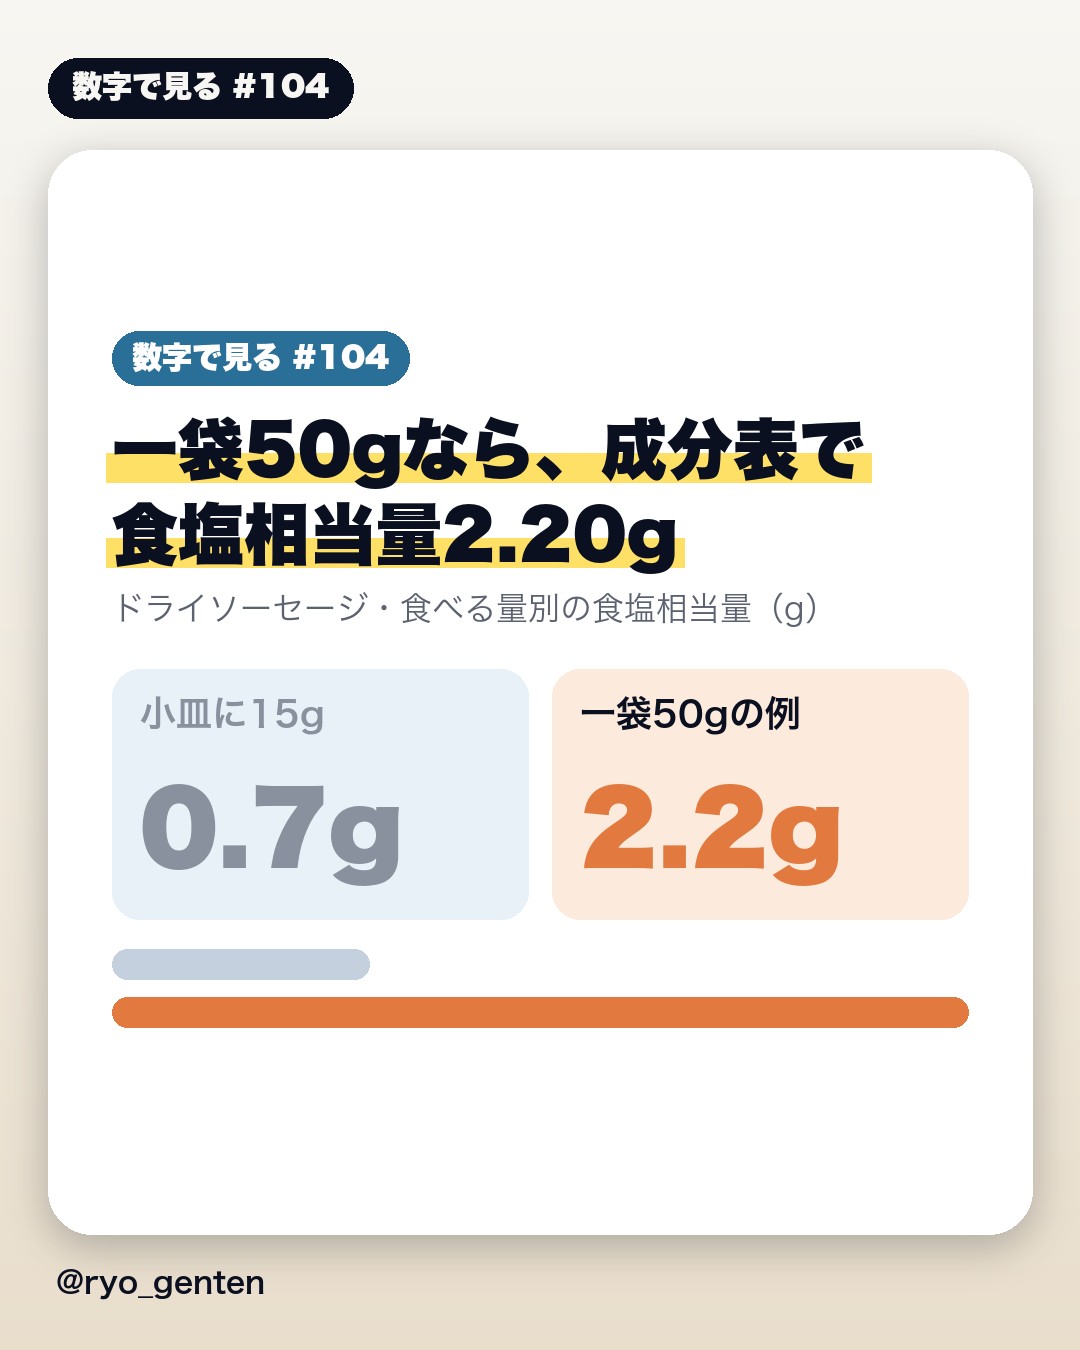 数字で見る #104
数字で見る #104
一袋50gなら、成分表で
食塩相当量2.20g
ドライソーセージ・食べる量別の食塩相当量（g）
小皿に15g
0.7g
一袋50gの例
2.2g
@ryo_genten